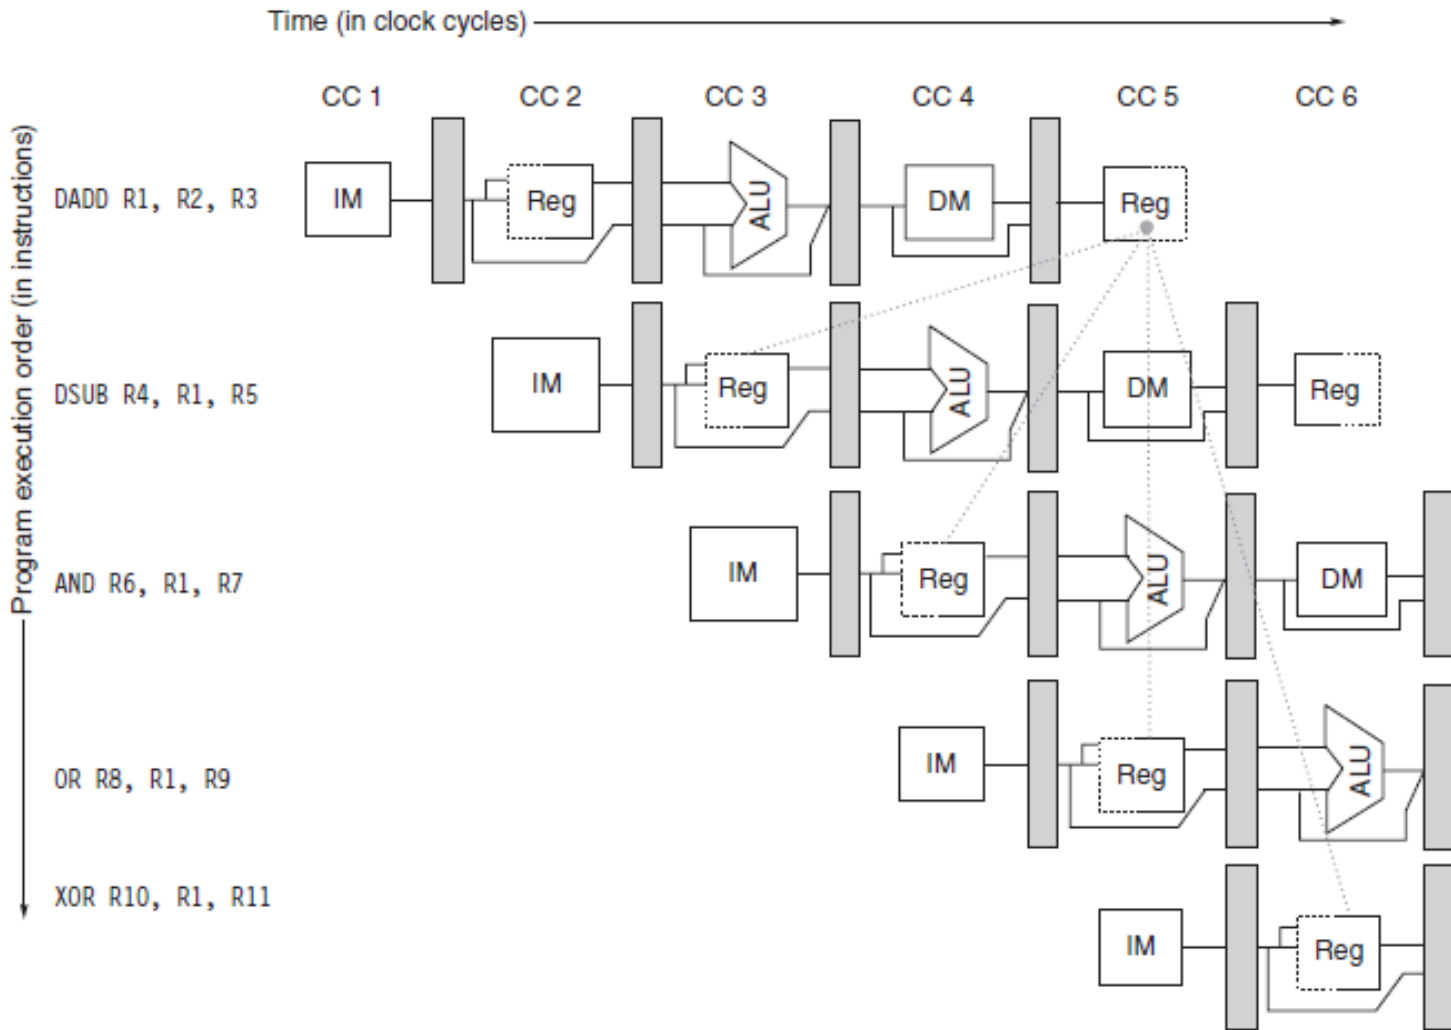 Time (in clock cycles)
CC 1 CC 2 CC 3 CC 4 CC 5 CC 6
Program execution order (in instructions)
DADD R1, R2, R3 IM Reg ALU DM Reg
DSUB R4, R1, R5 IM Reg ALU DM Reg
AND R6, R1, R7 IM Reg ALU DM
OR R8, R1, R9 IM Reg ALU
XOR R10, R1, R11
IM Reg